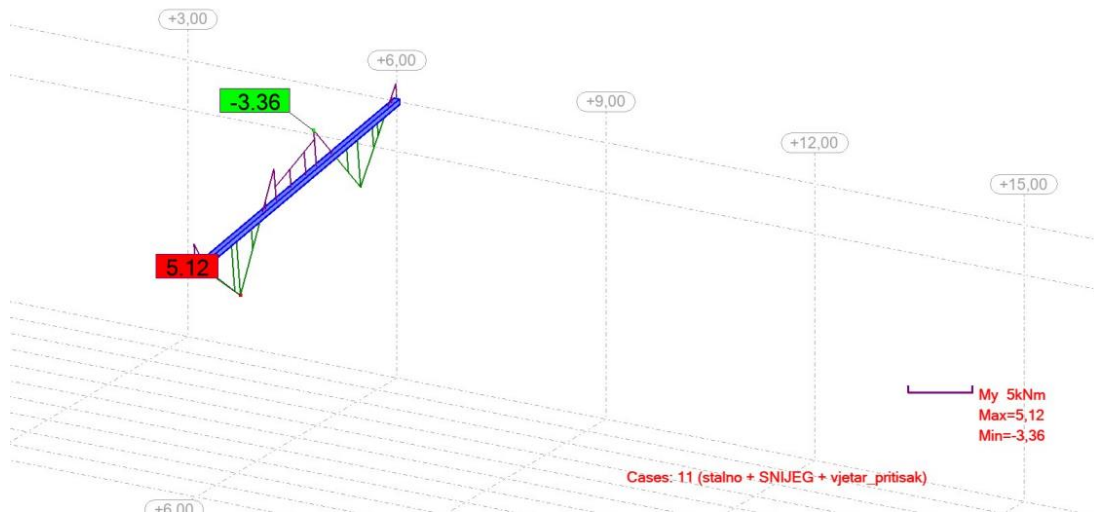 +3,00
+6,00
-3.36
+9,00
+12,00
+15,00
5.12
My 5kNm
Max=5,12
Min=-3,36
Cases: 11 (stalno + SNIJEG + vjetar_pritisak)
+6,00